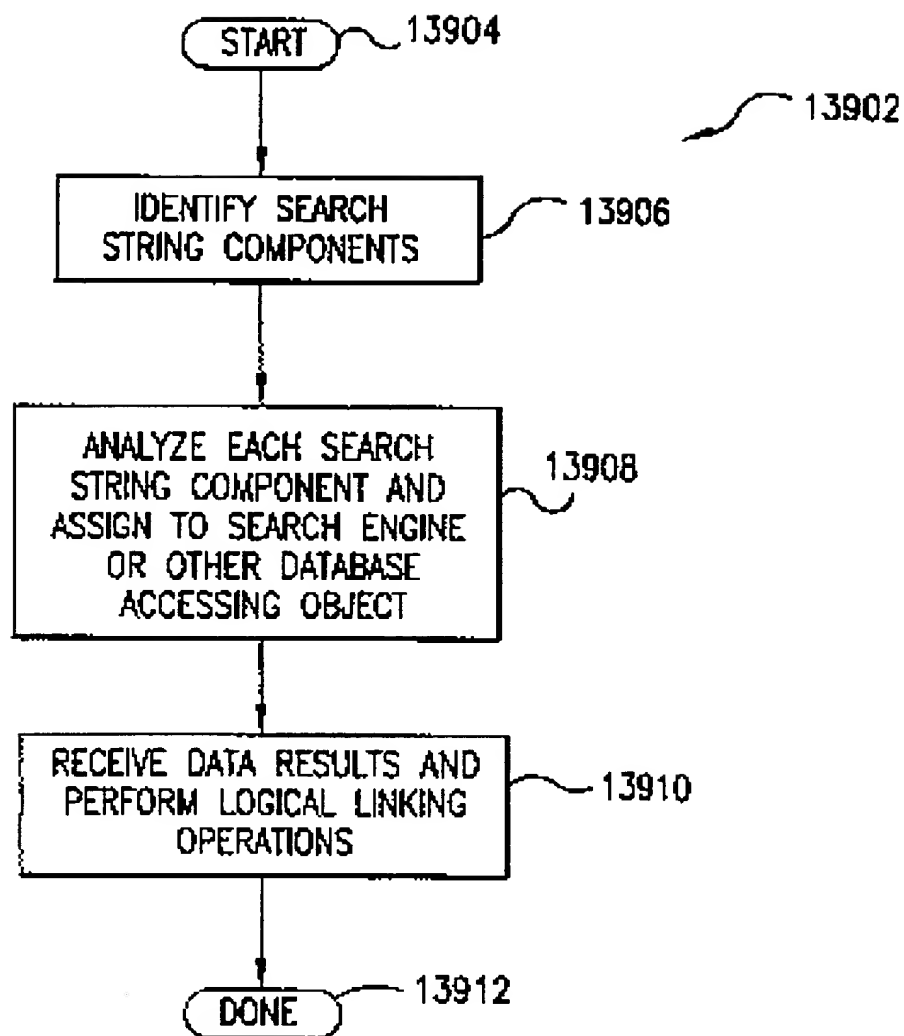 START
13904
13902
IDENTIFY SEARCH
STRING COMPONENTS
13906
ANALYZE EACH SEARCH
STRING COMPONENT AND
ASSIGN TO SEARCH ENGINE
OR OTHER DATABASE
ACCESSING OBJECT
13908
RECEIVE DATA RESULTS AND
PERFORM LOGICAL LINKING
OPERATIONS
13910
DONE
13912